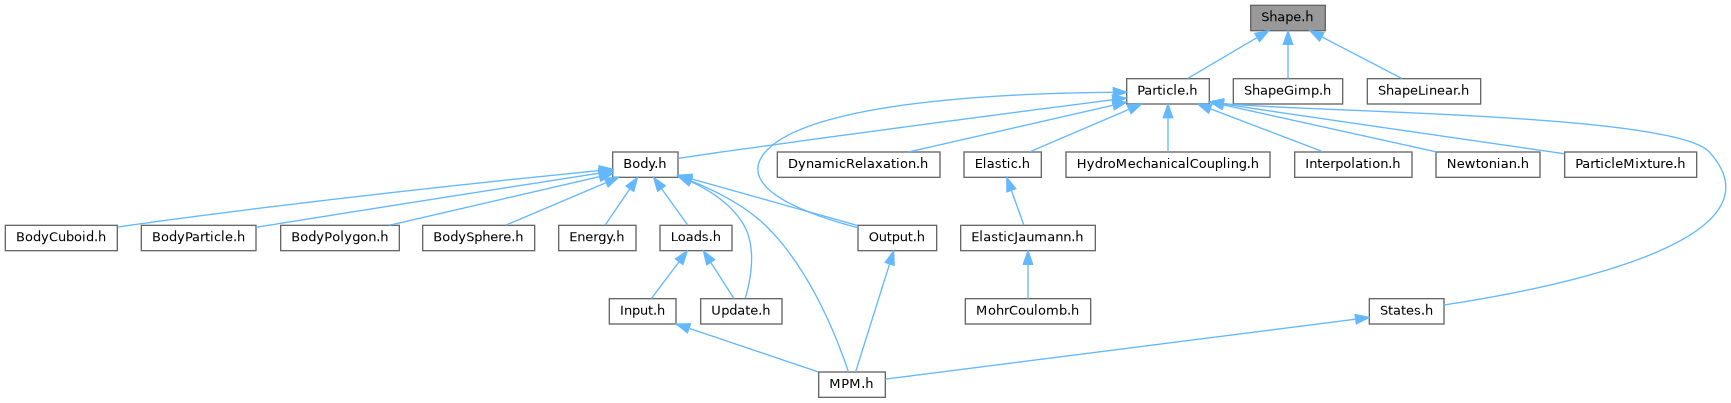 Shape.h
Particle.h
ShapeGimp.h
ShapeLinear.h
Body.h
DynamicRelaxation.h
Elastic.h
HydroMechanicalCoupling.h
Interpolation.h
Newtonian.h
ParticleMixture.h
BodyCuboid.h
BodyParticle.h
BodyPolygon.h
BodySphere.h
Energy.h
Loads.h
Output.h
ElasticJaumann.h
Input.h
Update.h
MohrCoulomb.h
States.h
MPM.h